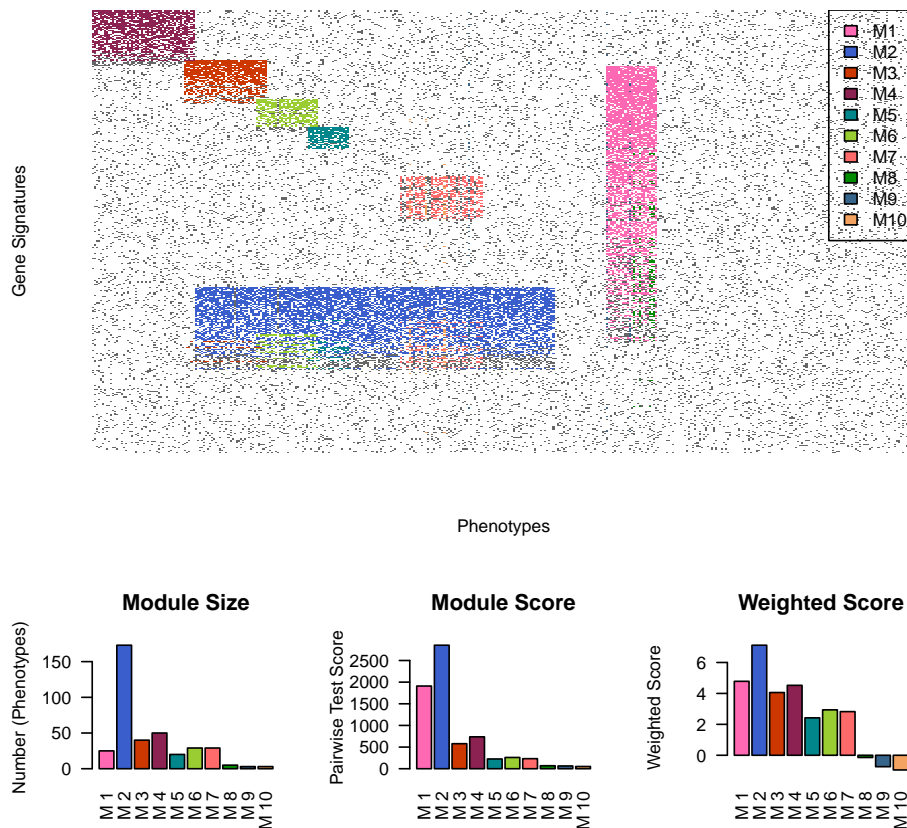 Gene Signatures
M1
M2
M3
M4
M5
M6
M7
M8
M9
M10
Phenotypes
Module Size
Number (Phenotypes)
150
100
50
0
M 1
M 2
M 3
M 4
M 5
M 6
M 7
M 8
M 9
M 10
Module Score
Pairwise Test Score
2500
2000
1500
1000
500
0
M 1
M 2
M 3
M 4
M 5
M 6
M 7
M 8
M 9
M 10
Weighted Score
Weighted Score
6
4
2
0
M 1
M 2
M 3
M 4
M 5
M 6
M 7
M 8
M 9
M 10